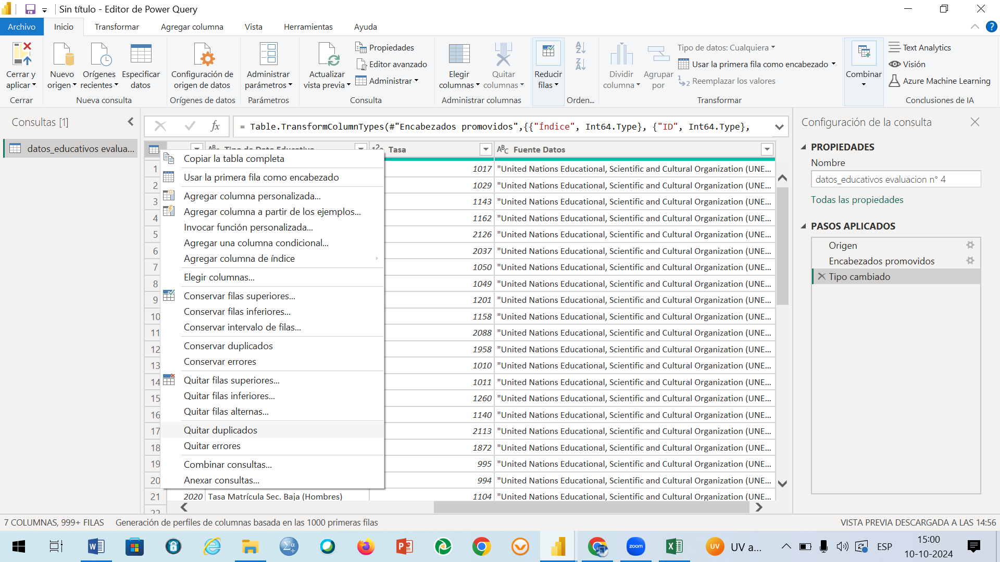 Sin título - Editor de Power Query
Archivo
Inicio
Transformar
Agregar columna
Vista
Herramientas
Ayuda
Cerrar y
aplicar
Nuevo
origen
Orígenes
recientes
Especificar
datos
Configuración de
origen de datos
Administrar
parámetros
Actualizar
vista previa
Propiedades
Editor avanzado
Administrar
Elegir
columnas
Quitar
columnas
Reducir
filas
Dividir
columna
Agrupar
por
Tipo de datos: Cualquiera
Usar la primera fila como encabezado
Reemplazar los valores
Combinar
Text Analytics
Visión
Azure Machine Learning
Cerrar
Nueva consulta
Orígenes de datos
Parámetros
Consulta
Administrar columnas
Orden...
Transformar
Conclusiones de IA
Consultas [1]
datos_educativos evalua...
fx
= Table.TransformColumnTypes(#"Encabezados promovidos",{{"Índice", Int64.Type}, {"ID", Int64.Type},
Tipo de Dato Educativo
Tasa
Fuente Datos
Copiar la tabla completa
Usar la primera fila como encabezado
Agregar columna personalizada...
Agregar columna a partir de los ejemplos...
Invocar función personalizada...
Agregar una columna condicional...
Agregar columna de índice
Elegir columnas...
Conservar filas superiores...
Conservar filas inferiores...
Conservar intervalo de filas...
Conservar duplicados
Conservar errores
Quitar filas superiores...
Quitar filas inferiores...
Quitar filas alternas...
Quitar duplicados
Quitar errores
Combinar consultas...
Anexar consultas...
1 1017 "United Nations Educational, Scientific and Cultural Organization (UNE...
2 1029 "United Nations Educational, Scientific and Cultural Organization (UNE...
3 1143 "United Nations Educational, Scientific and Cultural Organization (UNE...
4 1162 "United Nations Educational, Scientific and Cultural Organization (UNE...
5 2126 "United Nations Educational, Scientific and Cultural Organization (UNE...
6 2037 "United Nations Educational, Scientific and Cultural Organization (UNE...
7 1050 "United Nations Educational, Scientific and Cultural Organization (UNE...
8 1049 "United Nations Educational, Scientific and Cultural Organization (UNE...
9 1201 "United Nations Educational, Scientific and Cultural Organization (UNE...
10 1158 "United Nations Educational, Scientific and Cultural Organization (UNE...
11 2088 "United Nations Educational, Scientific and Cultural Organization (UNE...
12 1958 "United Nations Educational, Scientific and Cultural Organization (UNE...
13 1010 "United Nations Educational, Scientific and Cultural Organization (UNE...
14 1011 "United Nations Educational, Scientific and Cultural Organization (UNE...
15 1260 "United Nations Educational, Scientific and Cultural Organization (UNE...
16 1140 "United Nations Educational, Scientific and Cultural Organization (UNE...
17 2113 "United Nations Educational, Scientific and Cultural Organization (UNE...
18 1872 "United Nations Educational, Scientific and Cultural Organization (UNE...
19 995 "United Nations Educational, Scientific and Cultural Organization (UNE...
20 994 "United Nations Educational, Scientific and Cultural Organization (UNE...
21 2020 Tasa Matrícula Sec. Baja (Hombres) 1104 "United Nations Educational, Scientific and Cultural Organization (UNE...
22
Configuración de la consulta
PROPIEDADES
Nombre
datos_educativos evaluacion n° 4
Todas las propiedades
PASOS APLICADOS
Origen
Encabezados promovidos
Tipo cambiado
7 COLUMNAS, 999+ FILAS
Generación de perfiles de columnas basada en las 1000 primeras filas
VISTA PREVIA DESCARGADA A LAS 14:56
zoom
UV
UV a...
ESP
15:00
10-10-2024